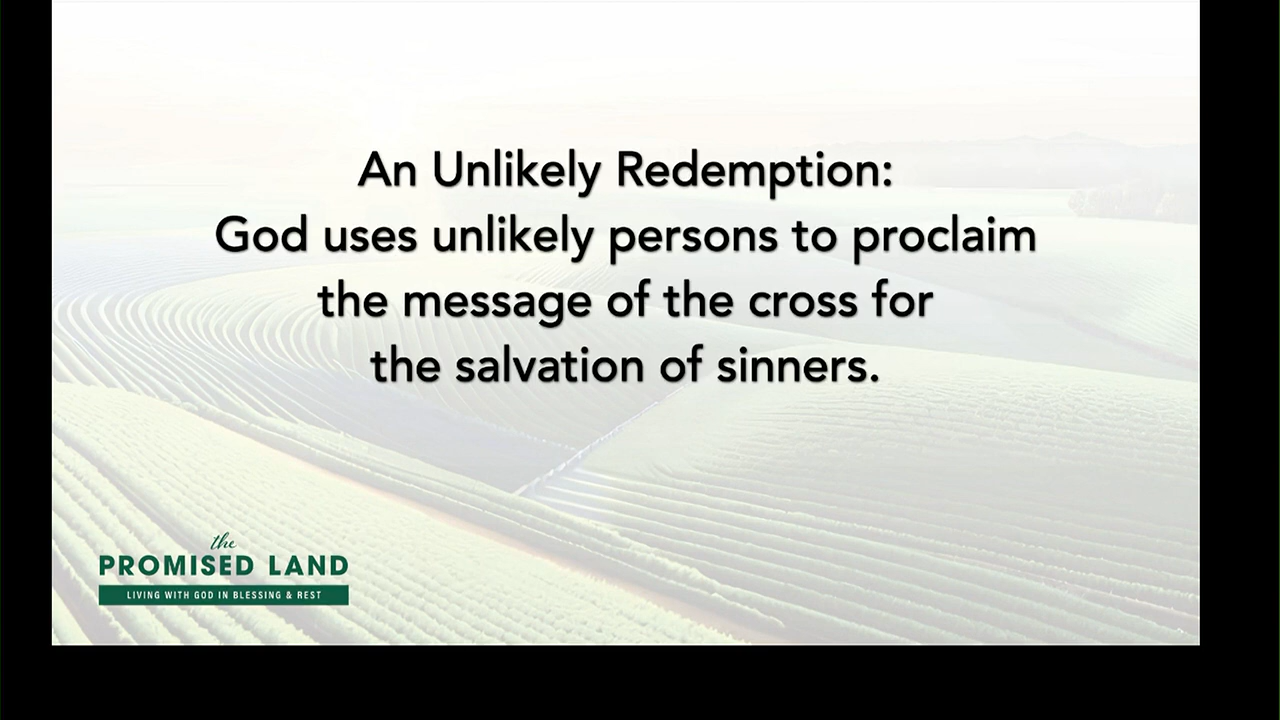 An Unlikely Redemption:
God uses unlikely persons to proclaim
the message of the cross for
the salvation of sinners.
the
PROMISED LAND
LIVING WITH GOD IN BLESSING & REST